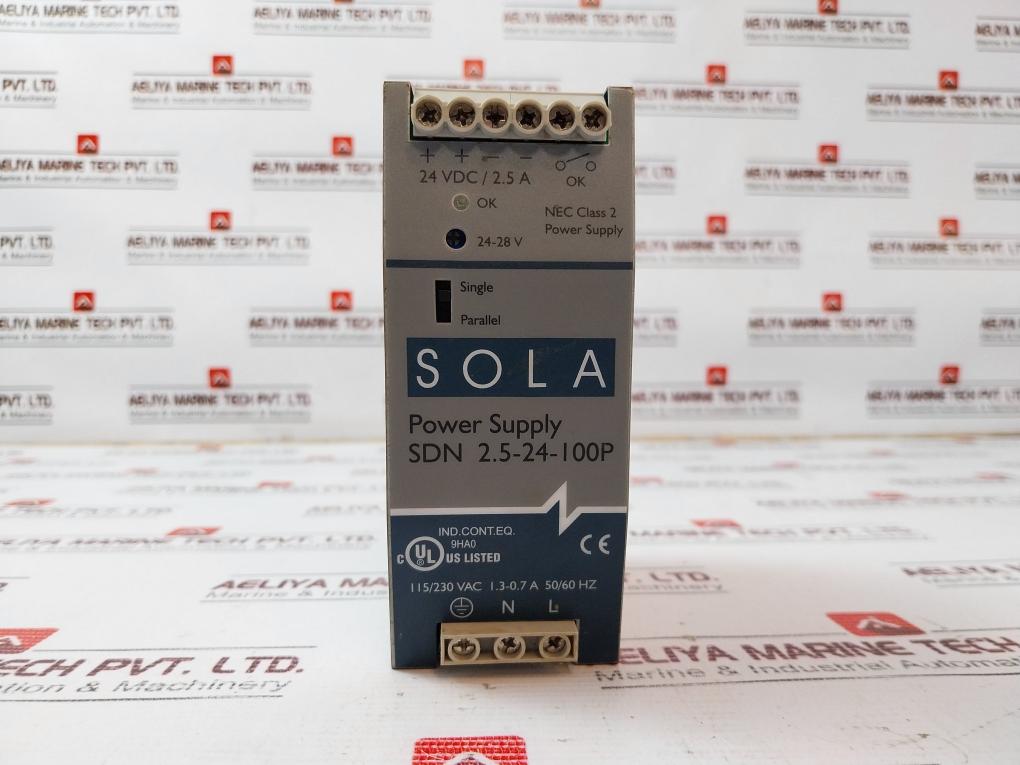 + + − −
24 VDC / 2.5 A
OK
OK
NEC Class 2
Power Supply
24-28 V
Single
Parallel
SOLA
Power Supply
SDN 2.5-24-100P
IND.CONT.EQ.
9HA0
C UL US LISTED
®
CE
115/230 VAC 1.3-0.7 A 50/60 HZ
N L
AELIYA MARINE TECH PVT. LTD.
Marine & Industrial Automation & Machinery